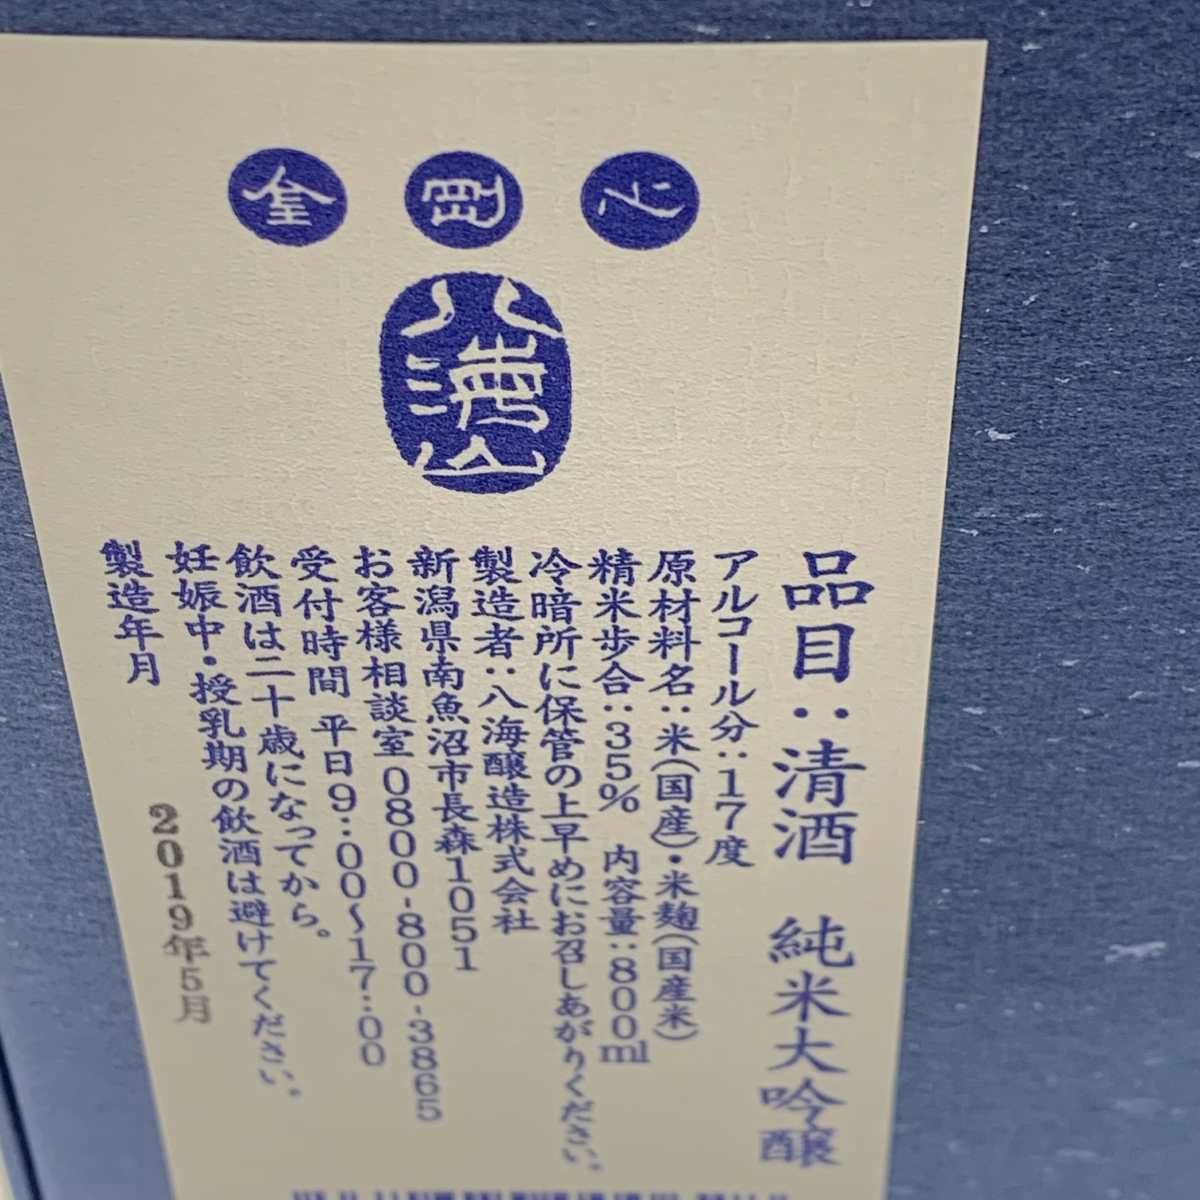 金剛心
八海山
品目：清酒　純米大吟醸
アルコール分：17度
原材料名：米（国産）・米麹（国産米）
精米歩合：35%　内容量：800ml
冷暗所に保管の上早めにお召しあがりください。
製造者：八海醸造株式会社
新潟県南魚沼市長森1051
お客様相談室0800-800-3865
受付時間 平日9：00〜17：00
飲酒は二十歳になってから。
妊娠中・授乳期の飲酒は避けてください。
製造年月
2019年5月